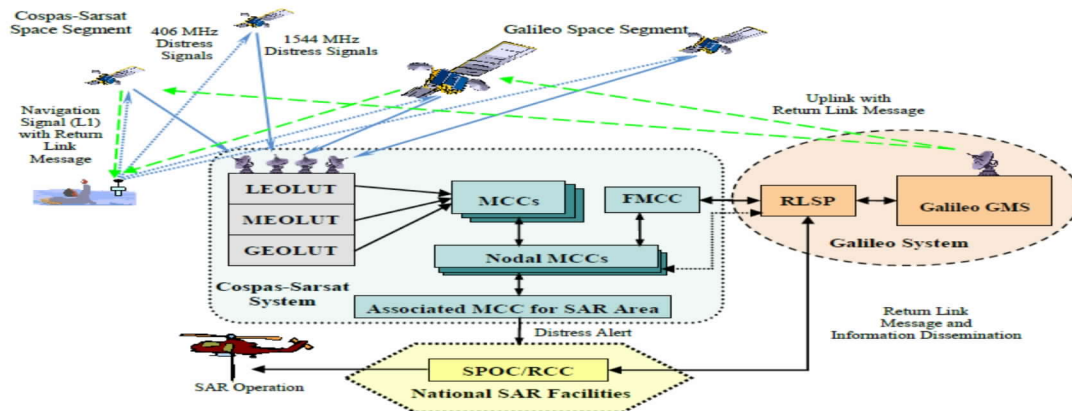 Cospas-Sarsat
Space Segment
406 MHz
Distress
Signals
1544 MHz
Distress Signals
Galileo Space Segment
Navigation
Signal (L1)
with Return
Link
Message
Uplink with
Return Link Message
LEOLUT
MEOLUT
GEOLUT
MCCs
FMCC
RLSP
Galileo GMS
Galileo System
Nodal MCCs
Cospas-Sarsat
System
Associated MCC for SAR Area
Distress Alert
Return Link
Message and
Information Dissemination
SPOC/RCC
National SAR Facilities
SAR Operation